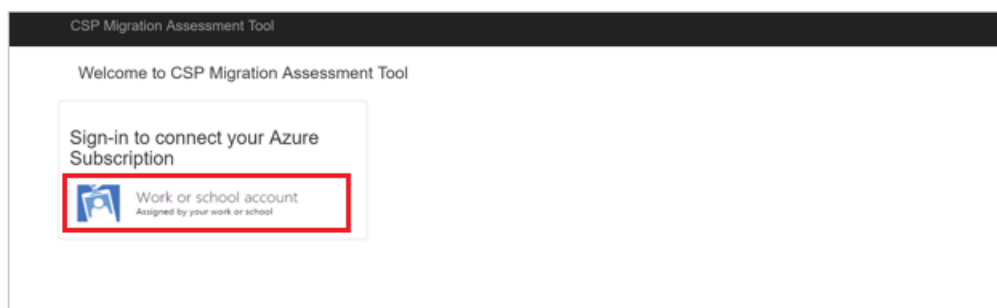 CSP Migration Assessment Tool
Welcome to CSP Migration Assessment Tool
Sign-in to connect your Azure
Subscription
Work or school account
Assigned by your work or school